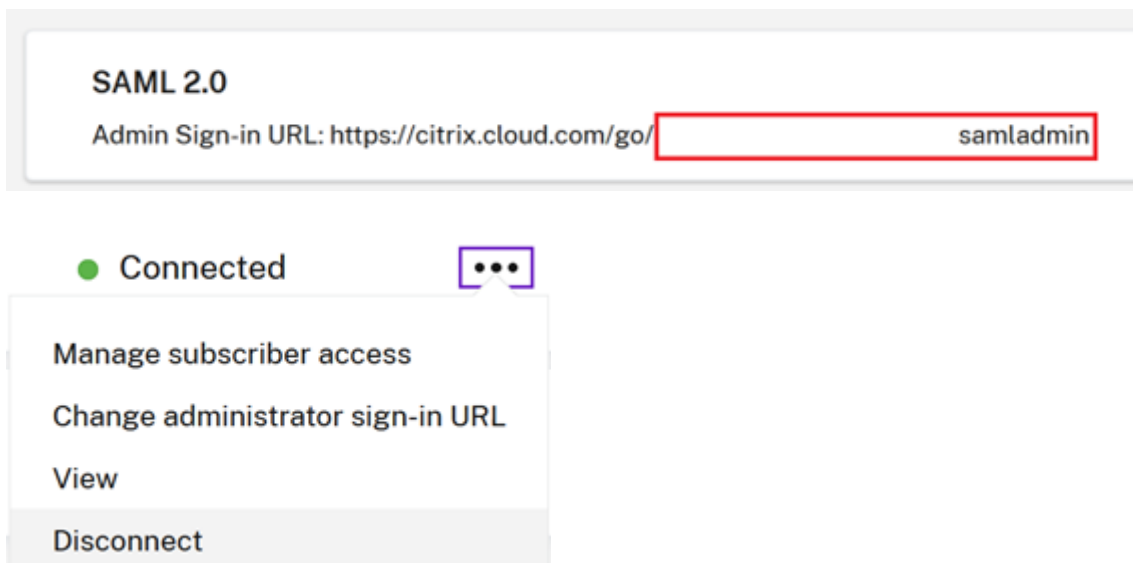 SAML 2.0
Admin Sign-in URL: https://citrix.cloud.com/go/ samladmin
Connected
Manage subscriber access
Change administrator sign-in URL
View
Disconnect